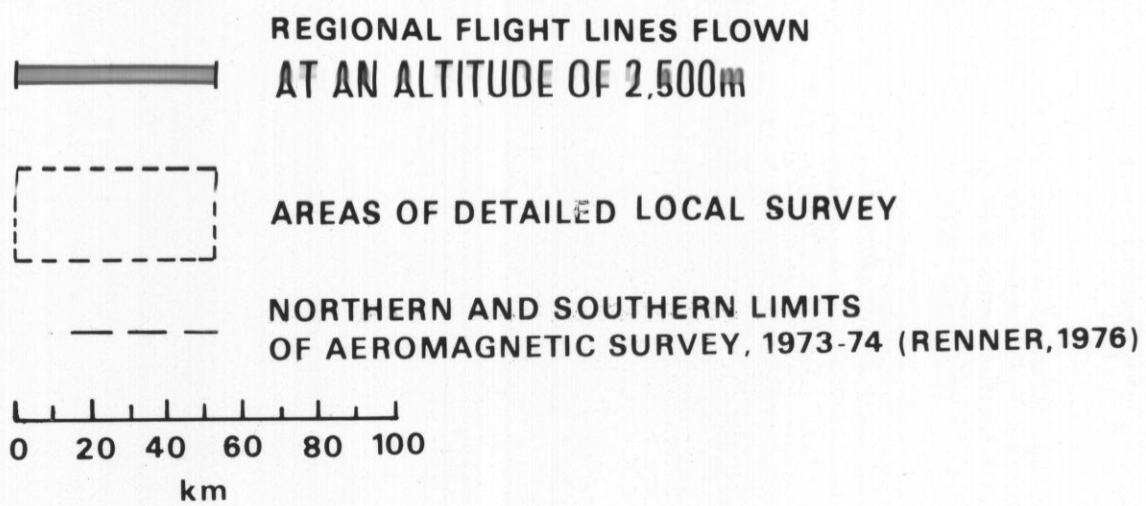 REGIONAL FLIGHT LINES FLOWN
AT AN ALTITUDE OF 2,500m
AREAS OF DETAILED LOCAL SURVEY
NORTHERN AND SOUTHERN LIMITS
OF AEROMAGNETIC SURVEY, 1973-74 (RENNER, 1976)
0 20 40 60 80 100
km